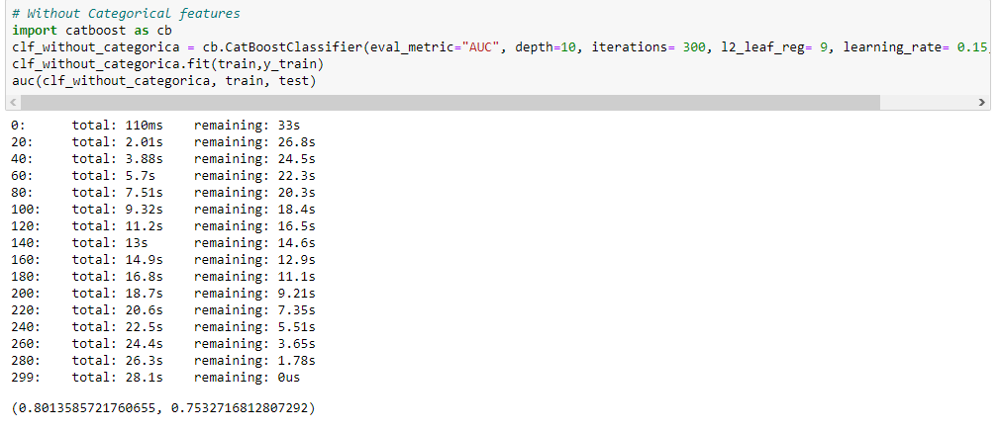 # Without Categorical features
import catboost as cb
clf_without_categorica = cb.CatBoostClassifier(eval_metric="AUC", depth=10, iterations= 300, l2_leaf_reg= 9, learning_rate= 0.15,
clf_without_categorica.fit(train,y_train)
auc(clf_without_categorica, train, test)
0: total: 110ms remaining: 33s
20: total: 2.01s remaining: 26.8s
40: total: 3.88s remaining: 24.5s
60: total: 5.7s remaining: 22.3s
80: total: 7.51s remaining: 20.3s
100: total: 9.32s remaining: 18.4s
120: total: 11.2s remaining: 16.5s
140: total: 13s remaining: 14.6s
160: total: 14.9s remaining: 12.9s
180: total: 16.8s remaining: 11.1s
200: total: 18.7s remaining: 9.21s
220: total: 20.6s remaining: 7.35s
240: total: 22.5s remaining: 5.51s
260: total: 24.4s remaining: 3.65s
280: total: 26.3s remaining: 1.78s
299: total: 28.1s remaining: 0us
(0.8013585721760655, 0.7532716812807292)